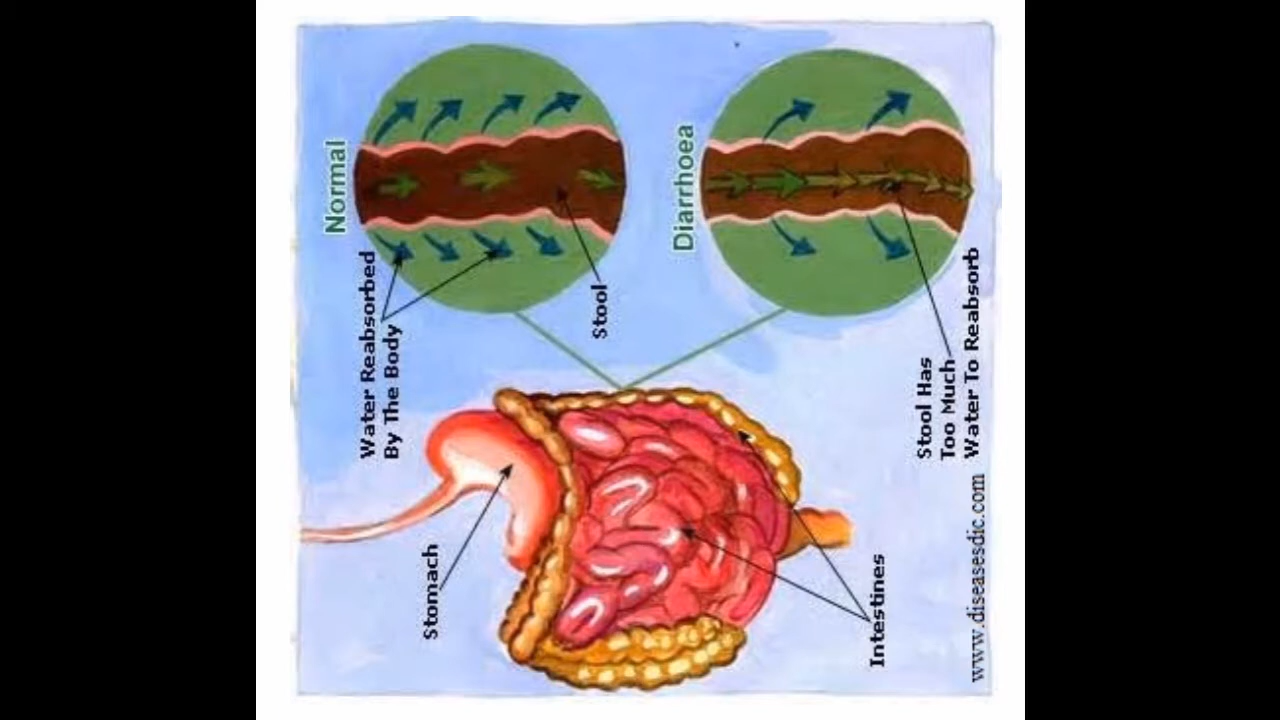 Normal
Water Reabsorbed
By The Body
Stool
Diarrhoea
Stool Has
Too Much
Water To Reabsorb
Stomach
Intestines
www.diseasesdic.com